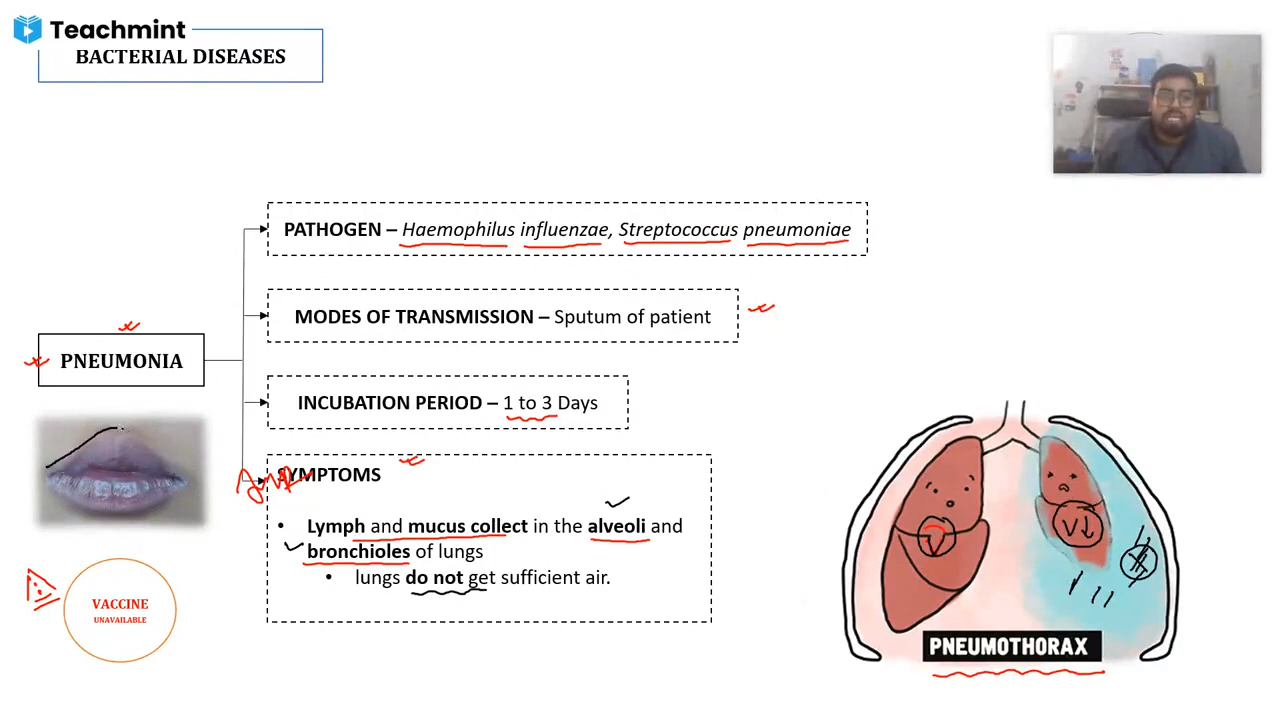 Teachmint
BACTERIAL DISEASES
PATHOGEN – Haemophilus influenzae, Streptococcus pneumoniae
MODES OF TRANSMISSION – Sputum of patient
PNEUMONIA
INCUBATION PERIOD – 1 to 3 Days
SYMPTOMS
Imp
• Lymph and mucus collect in the alveoli and
bronchioles of lungs
• lungs do not get sufficient air.
VACCINE
UNAVAILABLE
V
V↓
PNEUMOTHORAX